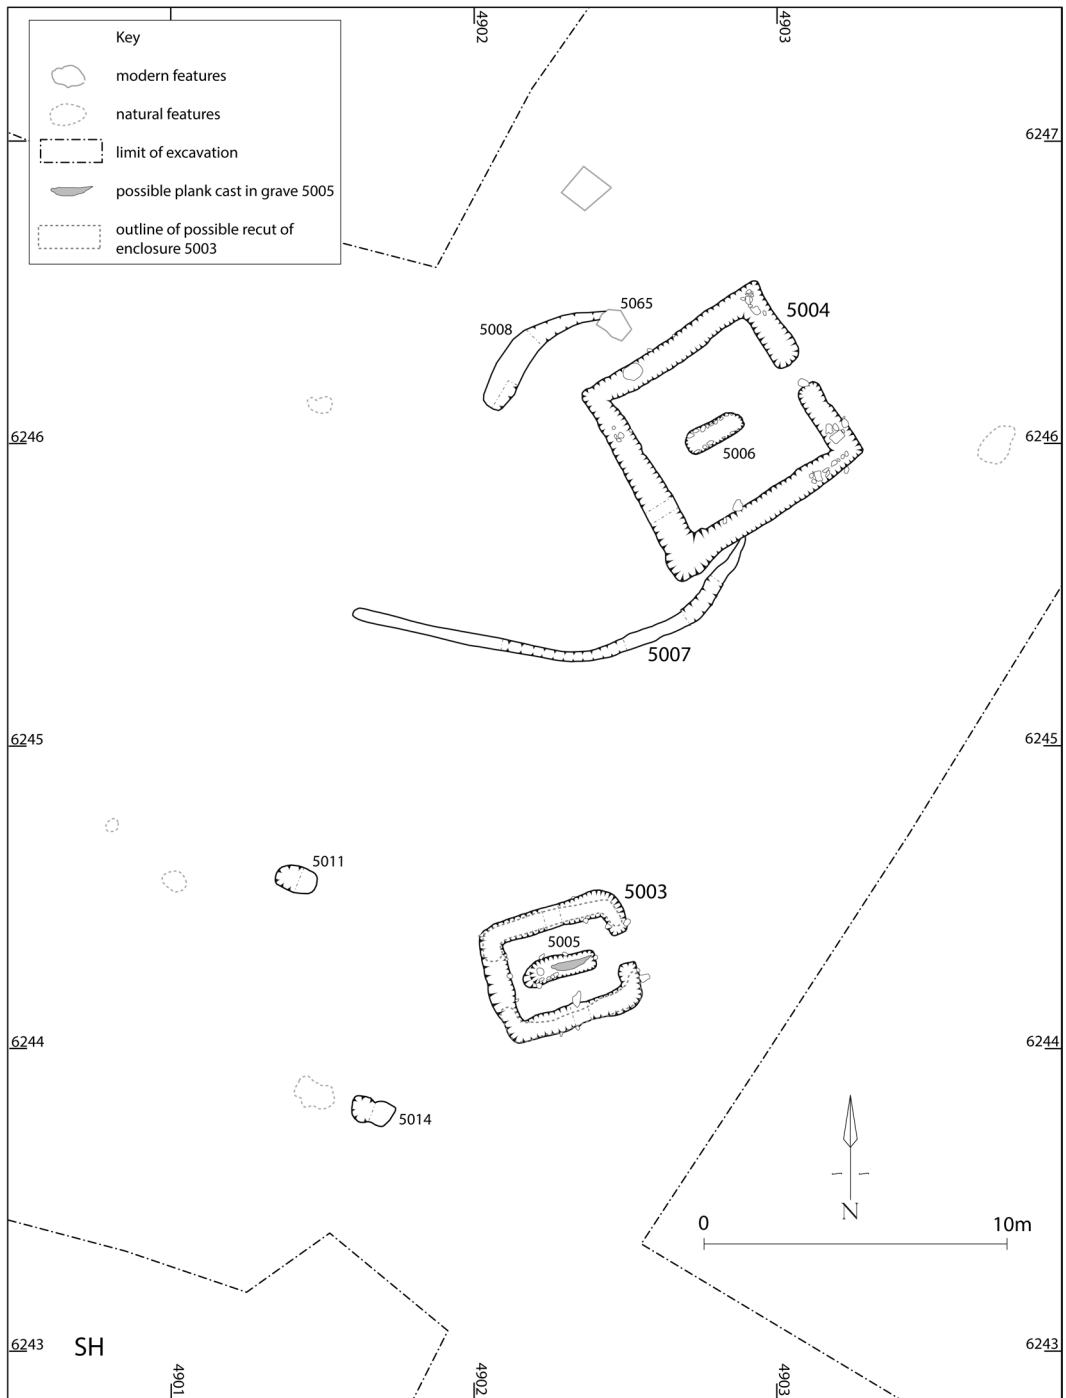 4902
4903
Key
modern features
natural features
limit of excavation
possible plank cast in grave 5005
outline of possible recut of
enclosure 5003
6247
5065
5004
5008
6246
6246
5006
5007
6245
6245
5011
5003
5005
6244
6244
5014
N
0
10m
6243
SH
6243
4901
4902
4903